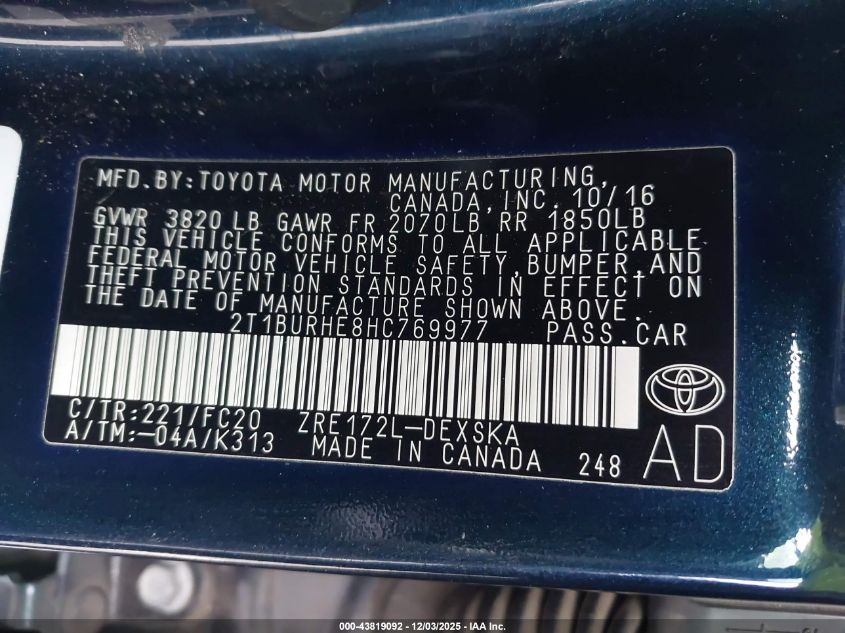 MFD.BY:TOYOTA MOTOR MANUFACTURING,
CANADA,INC. 10/16
GVWR 3820 LB GAWR FR 2070LB RR 1850LB
THIS VEHICLE CONFORMS TO ALL APPLICABLE
FEDERAL MOTOR VEHICLE SAFETY,BUMPER,AND
THEFT PREVENTION STANDARDS IN EFFECT ON
THE DATE OF MANUFACTURE SHOWN ABOVE.
2T1BURHE8HC769977 PASS.CAR
C/TR:221/FC20 ZRE172L-DEXSKA
A/TM:-04A/K313 MADE IN CANADA 248
AD
000-43819092 - 12/03/2025 - IAA Inc.